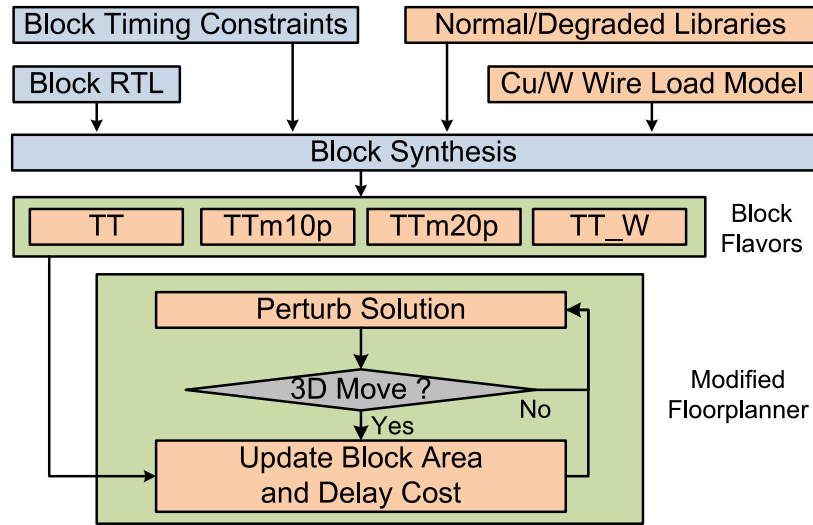 Block Timing Constraints
Normal/Degraded Libraries
Block RTL
Cu/W Wire Load Model
Block Synthesis
TT
TTm10p
TTm20p
TT_W
Block
Flavors
Perturb Solution
3D Move ?
No
Yes
Modified
Floorplanner
Update Block Area
and Delay Cost